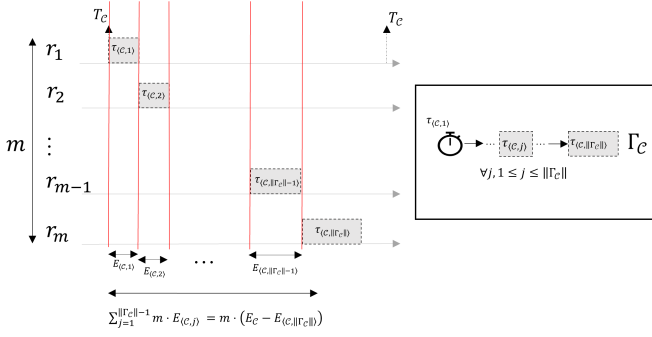 T_𝒞
T_𝒞
r_1
τ_⟨𝒞,1⟩
r_2
τ_⟨𝒞,2⟩
m
⋮
r_{m−1}
τ_⟨𝒞,‖Γ_𝒞‖−1⟩
r_m
τ_⟨𝒞,‖Γ_𝒞‖⟩
E_⟨𝒞,1⟩
E_⟨𝒞,2⟩
...
E_⟨𝒞,‖Γ_𝒞‖−1⟩
∑_{j=1}^{‖Γ_𝒞‖−1} m · E_⟨𝒞,j⟩ = m · (E_𝒞 − E_⟨𝒞,‖Γ_𝒞‖⟩)
τ_⟨𝒞,1⟩
... τ_⟨𝒞,j⟩ ... τ_⟨𝒞,‖Γ_𝒞‖⟩ Γ_𝒞
∀j, 1 ≤ j ≤ ‖Γ_𝒞‖